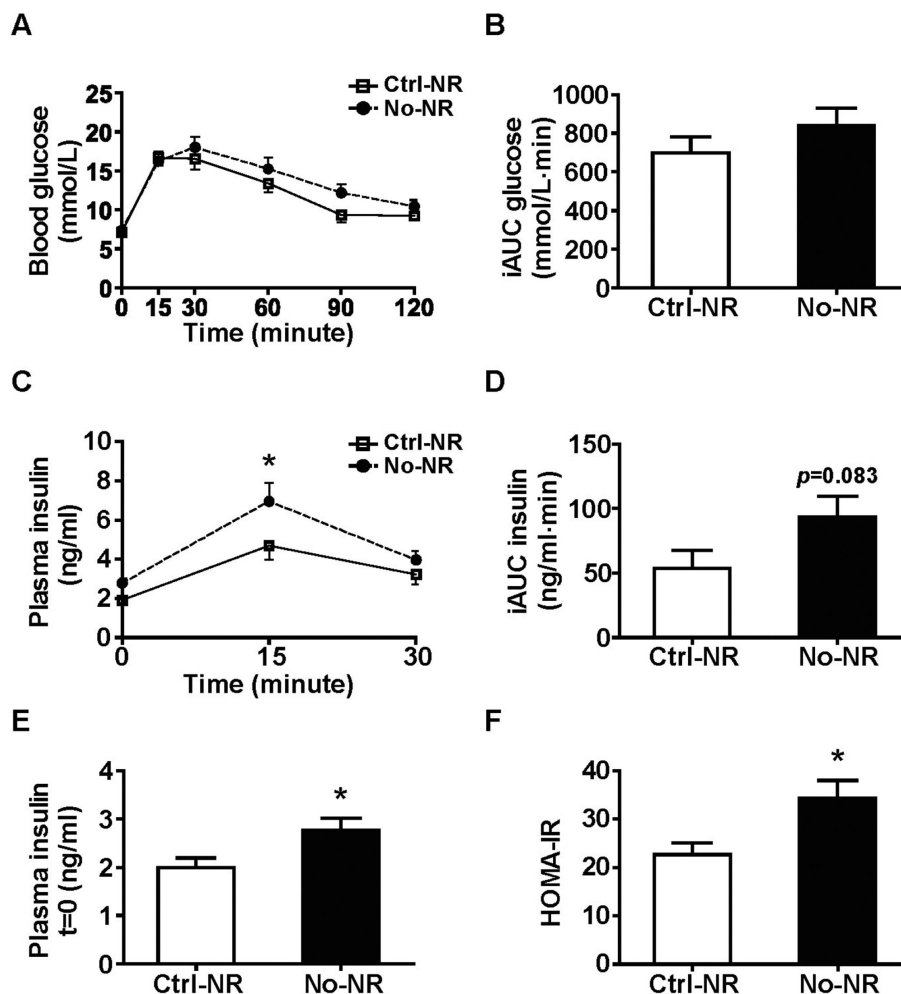 A
Blood glucose
(mmol/L)
25
20
15
10
5
0
0 15 30 60 90 120
Time (minute)
Ctrl-NR
No-NR
B
iAUC glucose
(mmol/L·min)
1000
800
600
400
200
0
Ctrl-NR No-NR
C
Plasma insulin
(ng/ml)
10
8
6
4
2
0
*
0 15 30
Time (minute)
Ctrl-NR
No-NR
D
iAUC insulin
(ng/ml·min)
150
100
50
0
p=0.083
Ctrl-NR No-NR
E
Plasma insulin
t=0 (ng/ml)
4
3
2
1
0
*
Ctrl-NR No-NR
F
HOMA-IR
40
30
20
10
0
*
Ctrl-NR No-NR